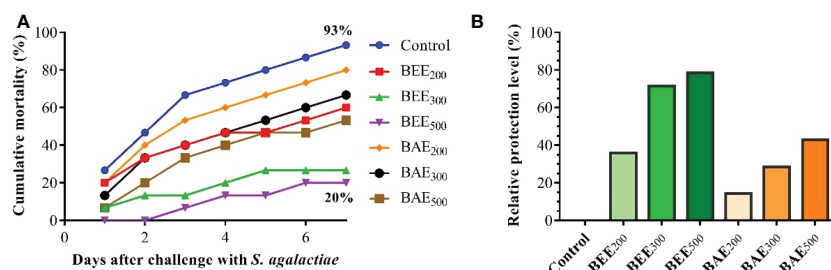 A
Cumulative mortality (%)
100
80
60
40
20
0
0
2
4
6
Days after challenge with S. agalactiae
93%
20%
Control
BEE200
BEE300
BEE500
BAE200
BAE300
BAE500
B
Relative protection level (%)
100
80
60
40
20
0
Control
BEE200
BEE300
BEE500
BAE200
BAE300
BAE500